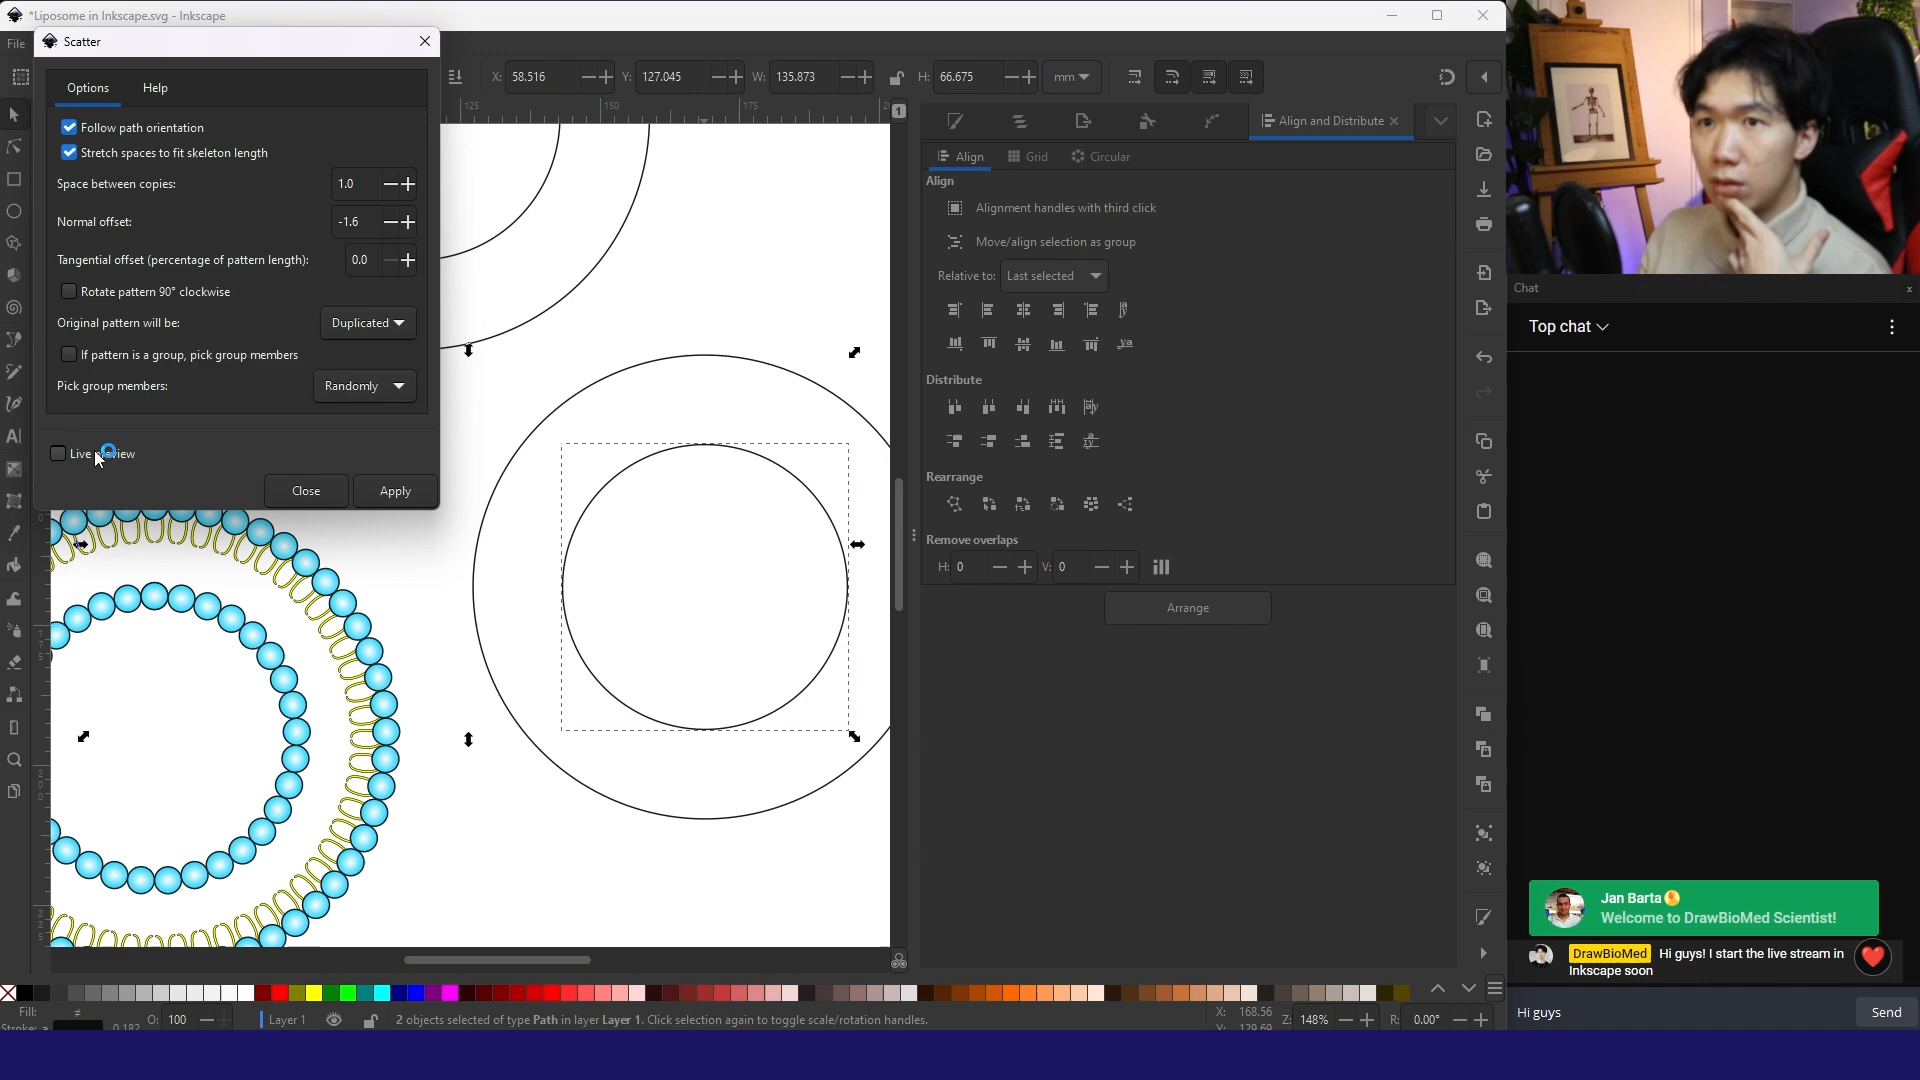 *Liposome in Inkscape.svg - Inkscape
File
Scatter
Options
Help
Follow path orientation
Stretch spaces to fit skeleton length
Space between copies:
1.0
Normal offset:
-1.6
Tangential offset (percentage of pattern length):
0.0
Rotate pattern 90° clockwise
Original pattern will be:
Duplicated
If pattern is a group, pick group members
Pick group members:
Randomly
Live preview
Close
Apply
X: 58.516
Y: 127.045
W: 135.873
H: 66.675
mm
125
150
175
1
Align and Distribute
Align
Grid
Circular
Align
Alignment handles with third click
Move/align selection as group
Relative to:
Last selected
Distribute
Rearrange
Remove overlaps
H: 0
V: 0
Arrange
Chat
x
Top chat
Jan Barta
Welcome to DrawBioMed Scientist!
DrawBioMed Hi guys! I start the live stream in
Inkscape soon
Hi guys
Send
Fill:
O: 100
Layer 1
2 objects selected of type Path in layer Layer 1. Click selection again to toggle scale/rotation handles.
X: 168.56
Z: 148%
R: 0.00°
Stroke:
0.182
Y: 129.69